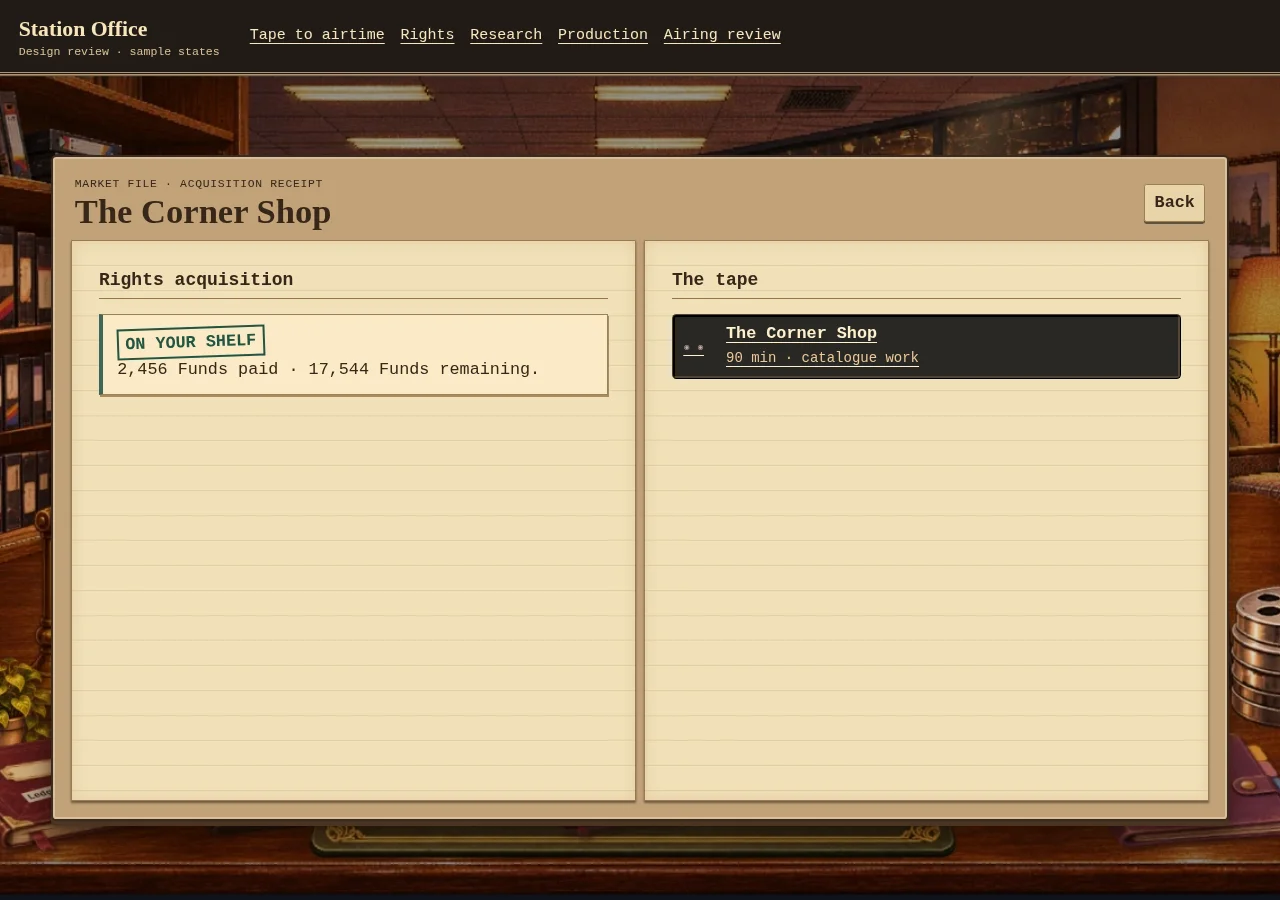 Station Office
Design review · sample states
Tape to airtime Rights Research Production Airing review
MARKET FILE · ACQUISITION RECEIPT
The Corner Shop
Back
Rights acquisition
ON YOUR SHELF
2,456 Funds paid · 17,544 Funds remaining.
The tape
The Corner Shop
90 min · catalogue work